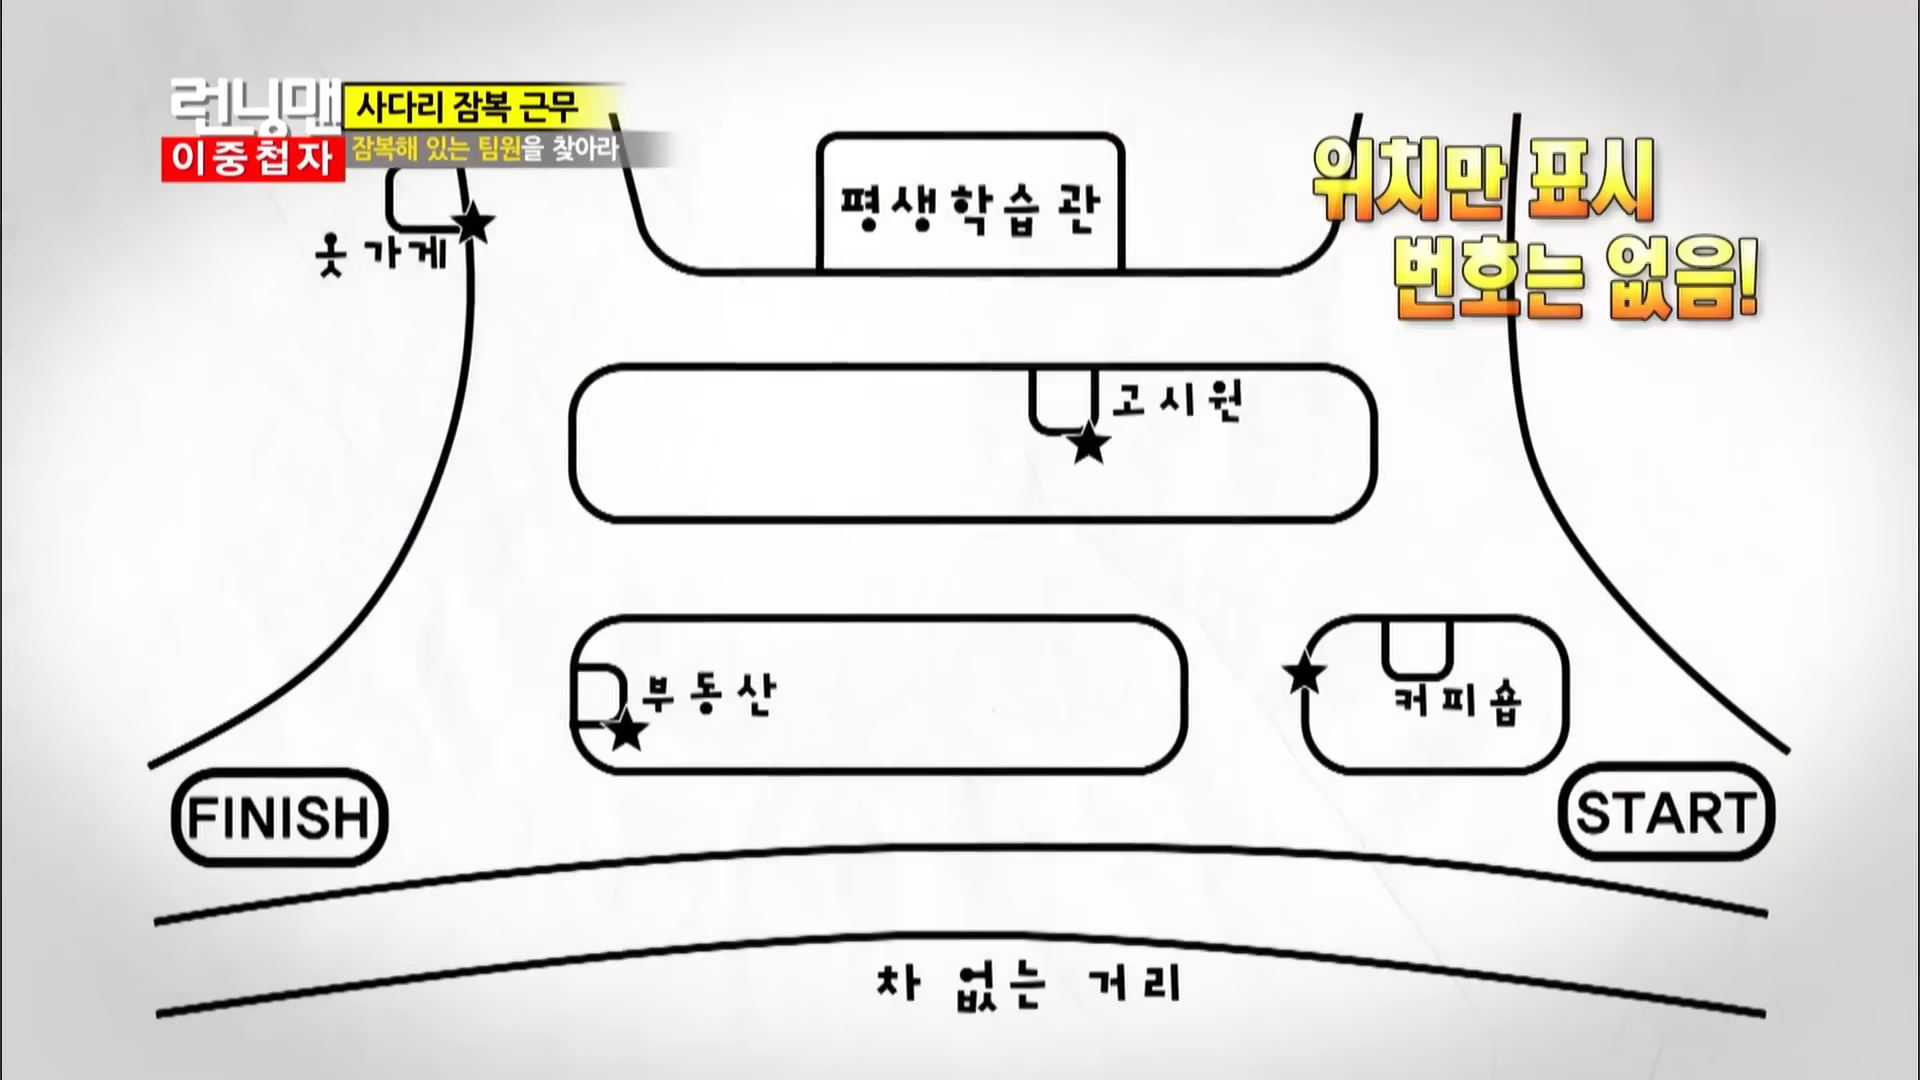 런닝맨
이중첩자
사다리 잠복 근무
잠복해 있는 팀원을 찾아라
위치만 표시
번호는 없음!
평생학습관
옷가게
고시원
부동산
커피숍
FINISH
START
차 없는 거리